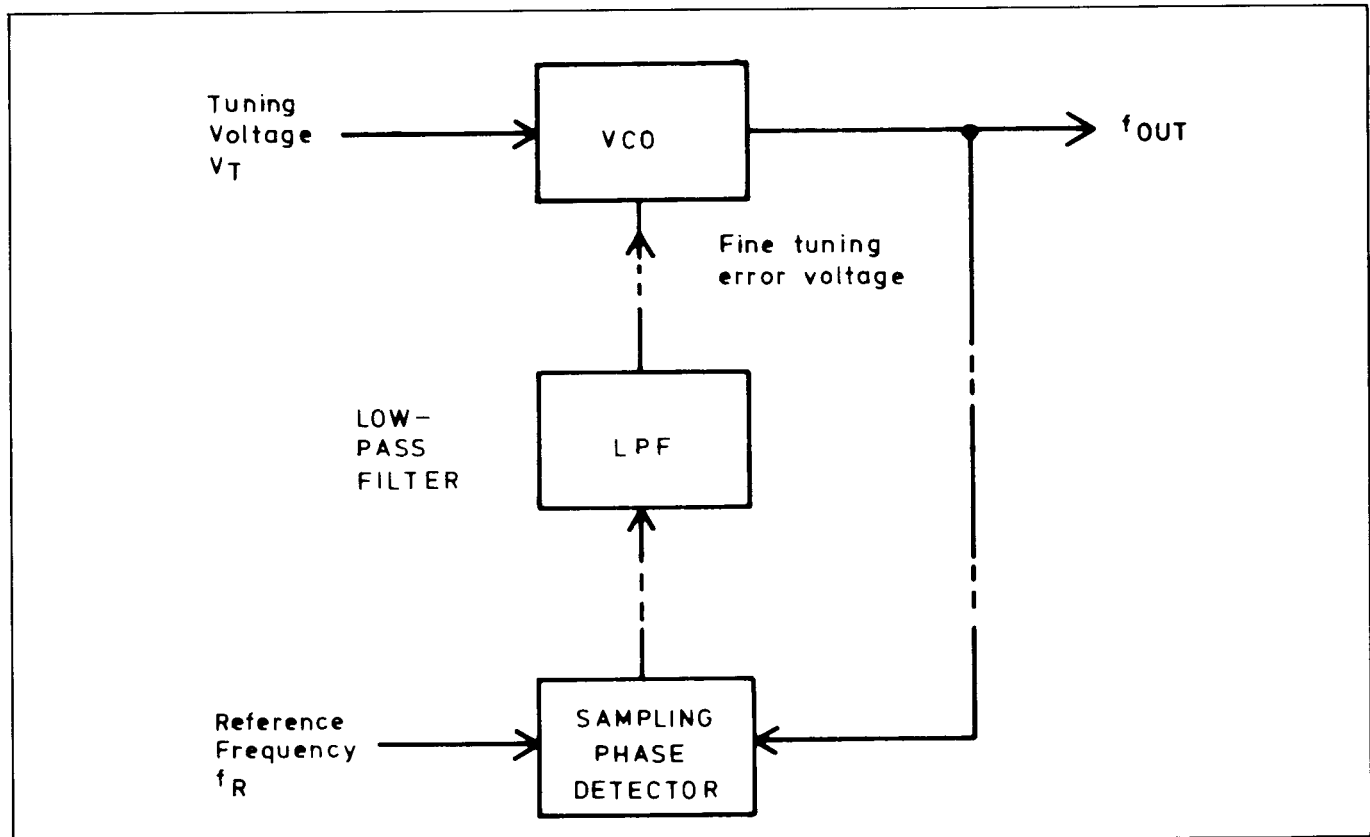 Tuning
Voltage
VT
VCO
fOUT
Fine tuning
error voltage
LOW-
PASS
FILTER
LPF
Reference
Frequency
fR
SAMPLING
PHASE
DETECTOR